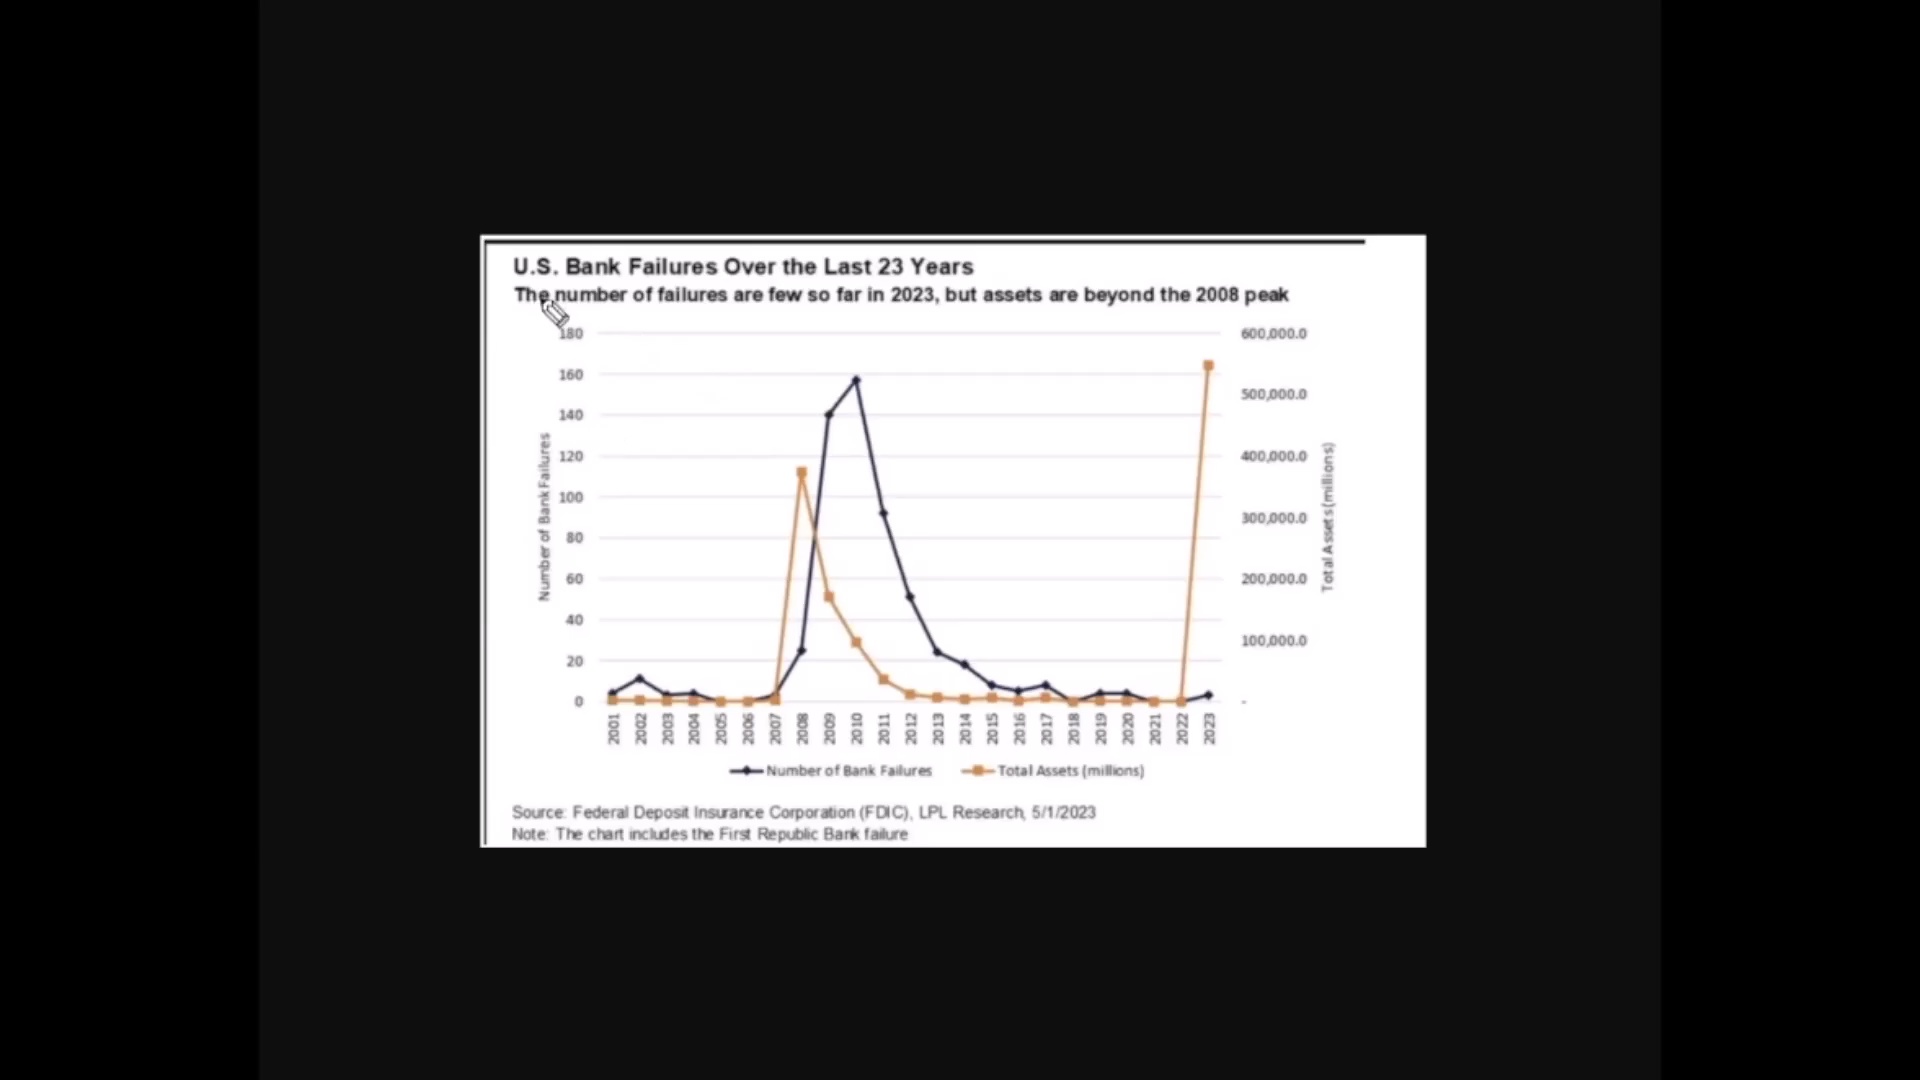 U.S. Bank Failures Over the Last 23 Years
The number of failures are few so far in 2023, but assets are beyond the 2008 peak
180
160
140
120
100
80
60
40
20
0
Number of Bank Failures
600,000.0
500,000.0
400,000.0
300,000.0
200,000.0
100,000.0
-
Total Assets (millions)
2001 2002 2003 2004 2005 2006 2007 2008 2009 2010 2011 2012 2013 2014 2015 2016 2017 2018 2019 2020 2021 2022 2023
Number of Bank Failures Total Assets (millions)
Source: Federal Deposit Insurance Corporation (FDIC), LPL Research, 5/1/2023
Note: The chart includes the First Republic Bank failure